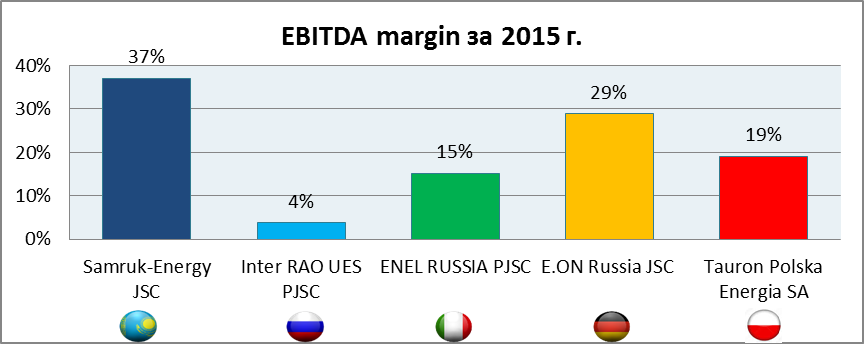 EBITDA margin за 2015 г.
37%
40%
29%
30%
19%
20%
15%
10%
4%
0%
Samruk-Energy
JSC
Inter RAO UES
PJSC
ENEL RUSSIA PJSC
E.ON Russia JSC
Tauron Polska
Energia SA